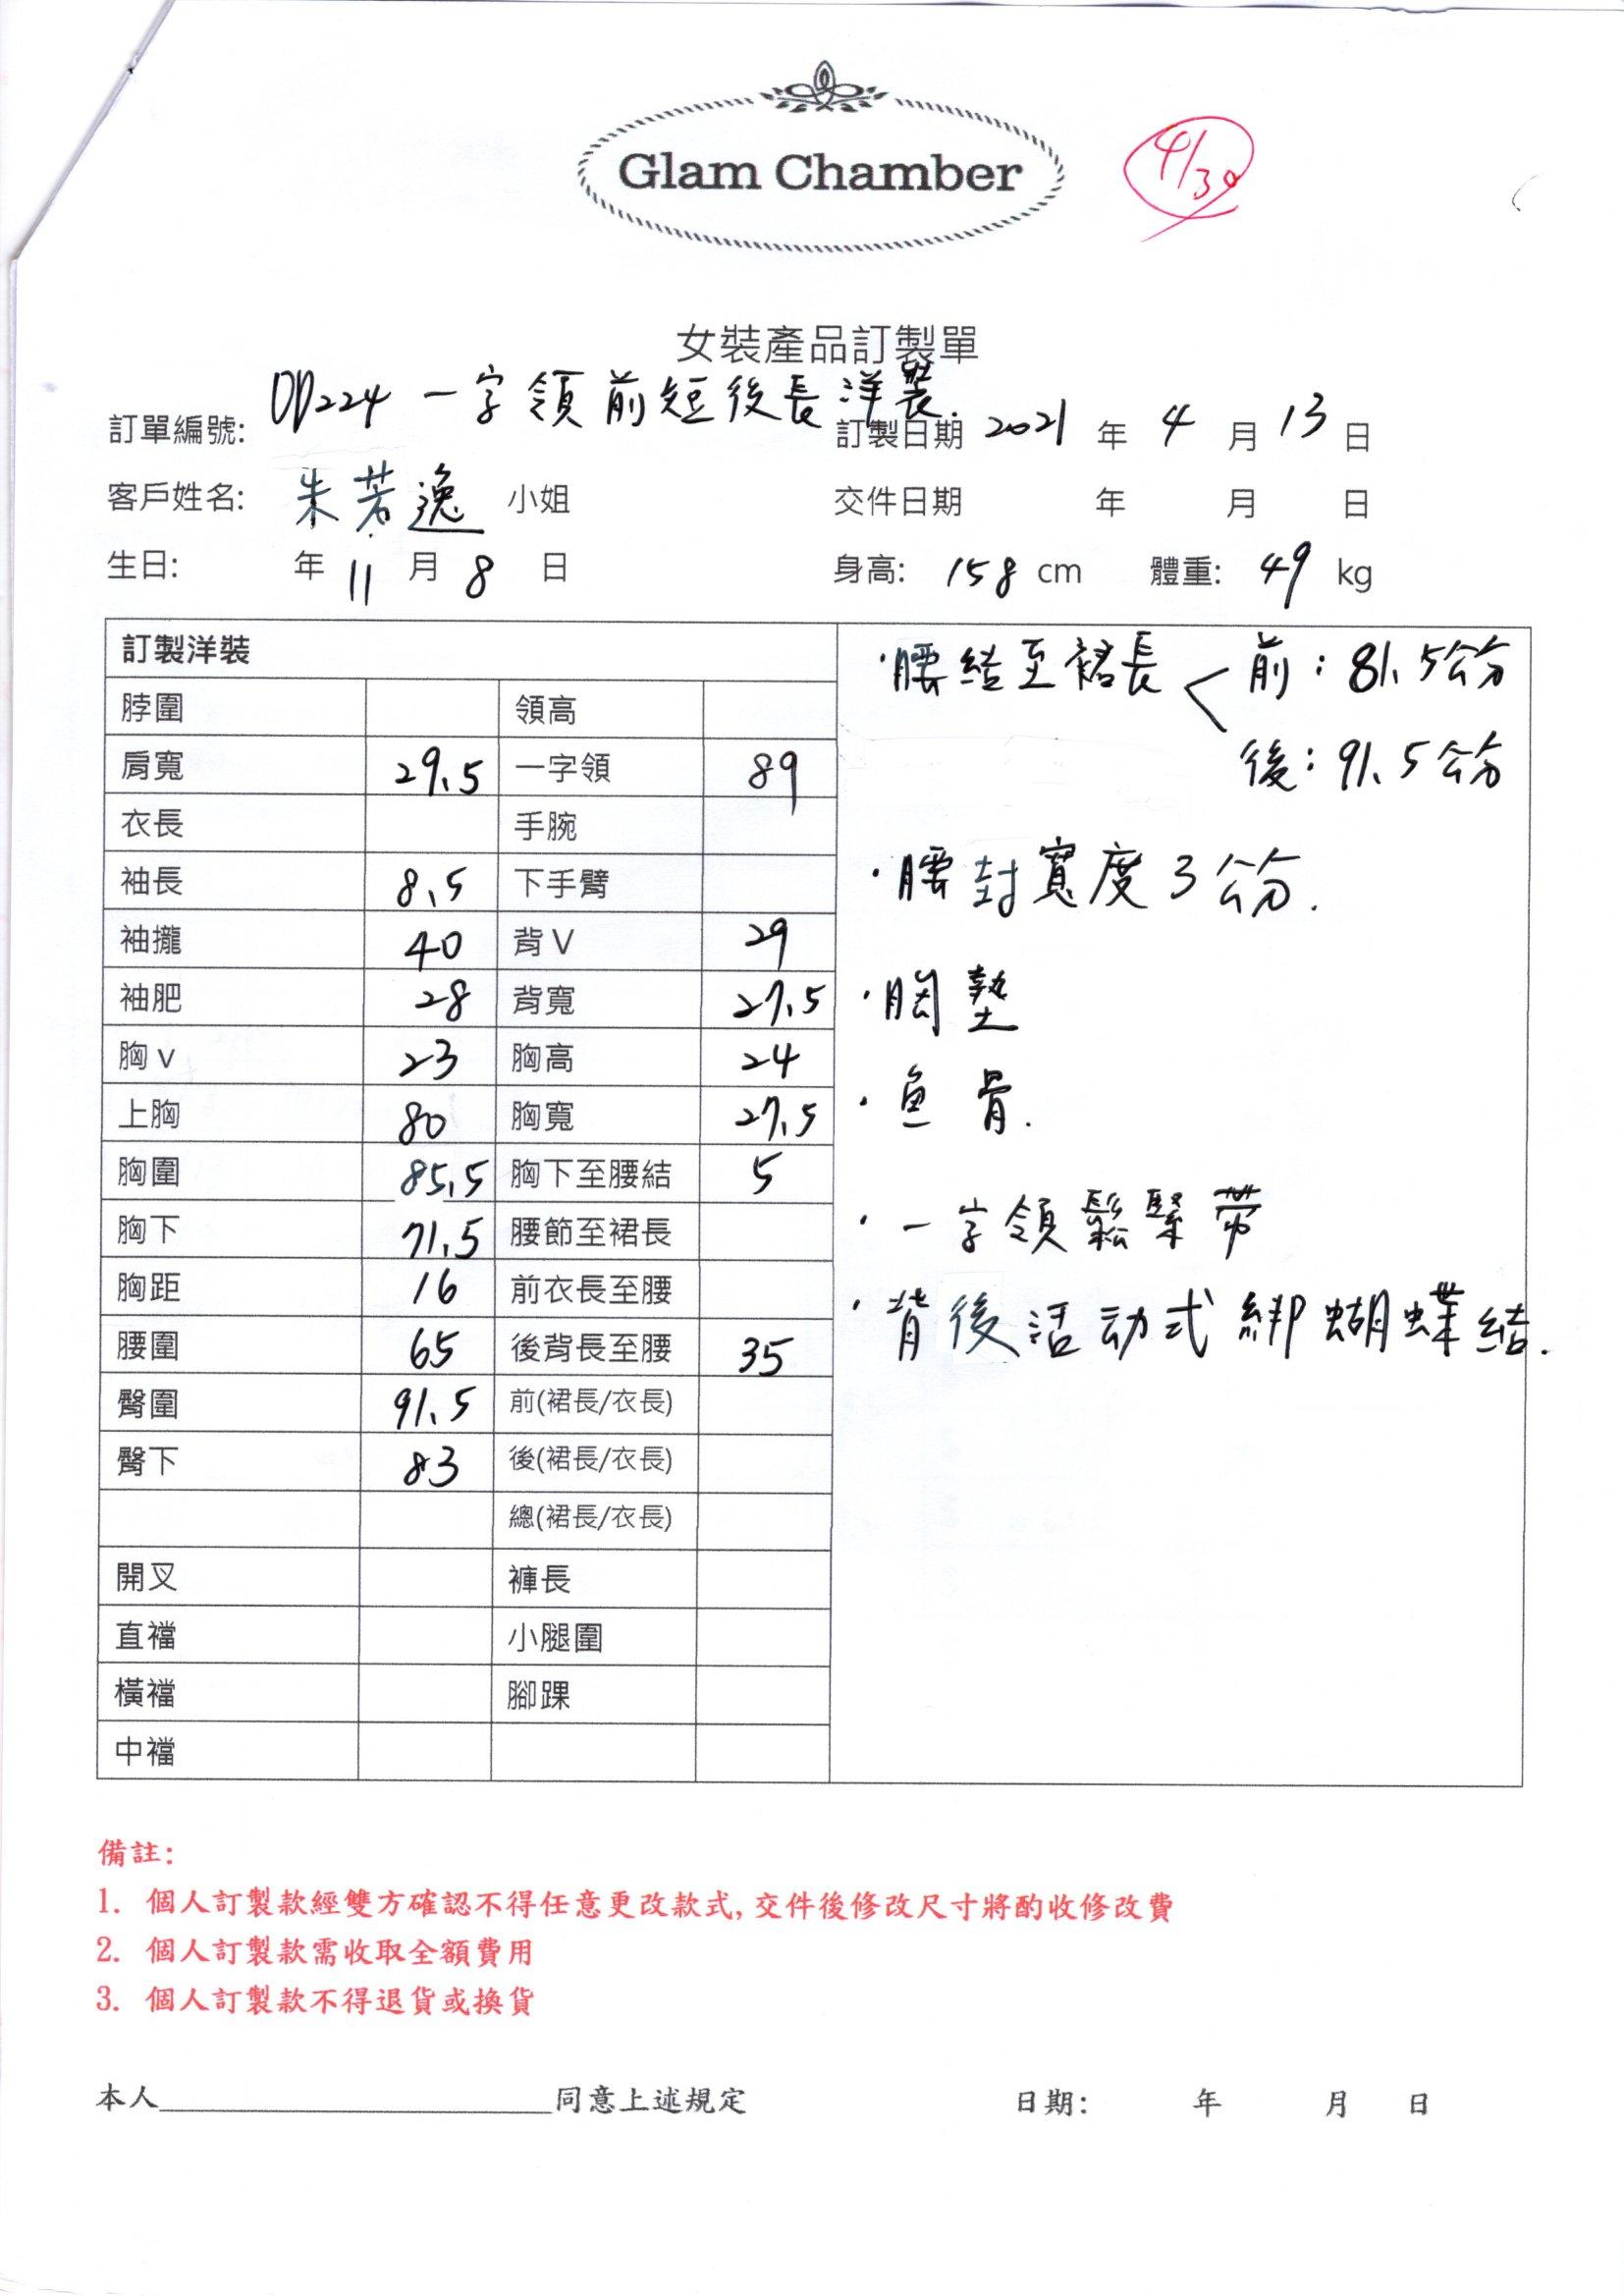 Glam Chamber
4/30
女裝產品訂製單
訂單編號: OP224 一字領前短後長洋裝. 訂製日期 2021 年 4 月 13 日
客戶姓名: 朱若逸 小姐 交件日期 年 月 日
生日: 年 11 月 8 日 身高: 158 cm 體重: 49 kg
訂製洋裝
脖圍 領高
肩寬 29.5 一字領 89
衣長 手腕
袖長 8.5 下手臂
袖攏 40 背V 29
袖肥 28 背寬 27.5
胸v 23 胸高 24
上胸 80 胸寬 27.5
胸圍 85.5 胸下至腰結 5
胸下 71.5 腰節至裙長
胸距 16 前衣長至腰
腰圍 65 後背長至腰 35
臀圍 91.5 前(裙長/衣長)
臀下 83 後(裙長/衣長)
總(裙長/衣長)
開叉 褲長
直襠 小腿圍
橫襠 腳踝
中襠
·腰結至裙長 < 前:81.5公分
後:91.5公分
·腰封寬度3公分.
·胸墊
·鱼骨.
·一字領鬆緊帶
·背後活动式綁蝴蝶結.
備註:
1. 個人訂製款經雙方確認不得任意更改款式,交件後修改尺寸將酌收修改費
2. 個人訂製款需收取全額費用
3. 個人訂製款不得退貨或換貨
本人____________同意上述規定 日期: 年 月 日